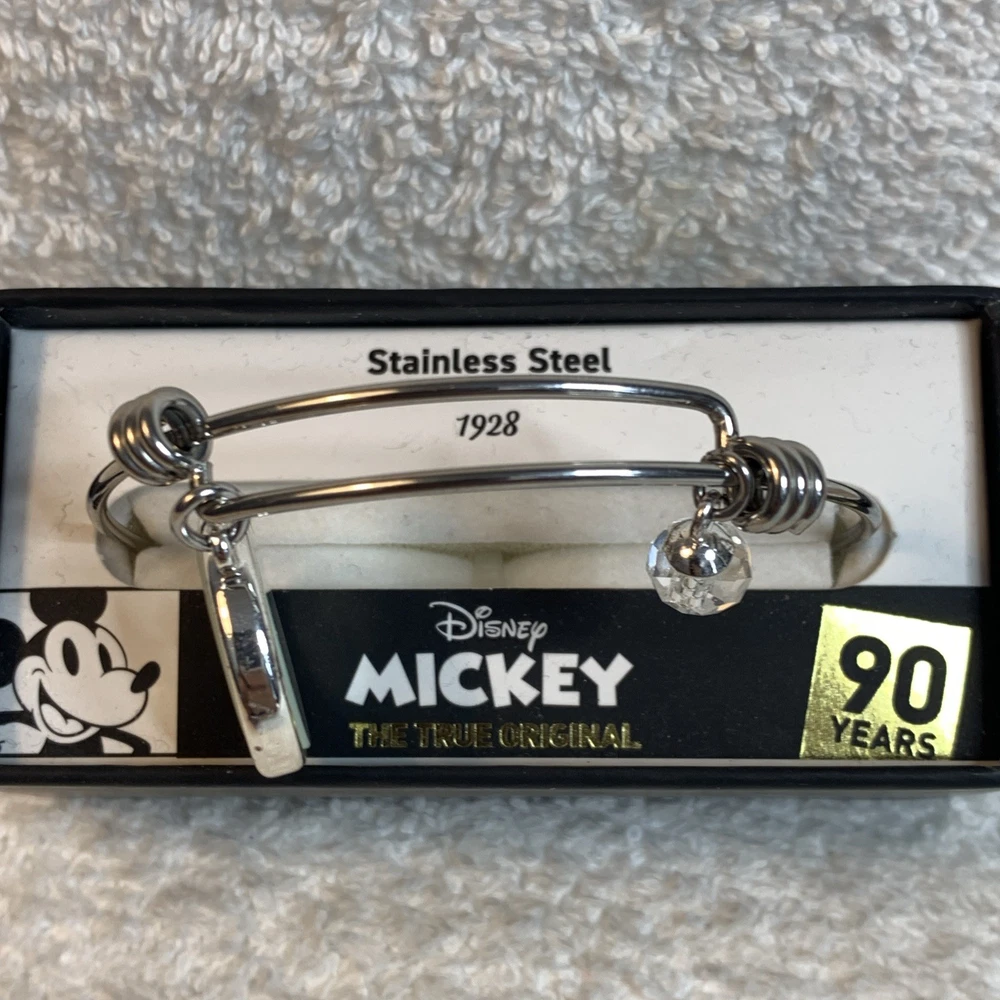 Stainless Steel
1928
Disney
MICKEY
THE TRUE ORIGINAL
90
YEARS